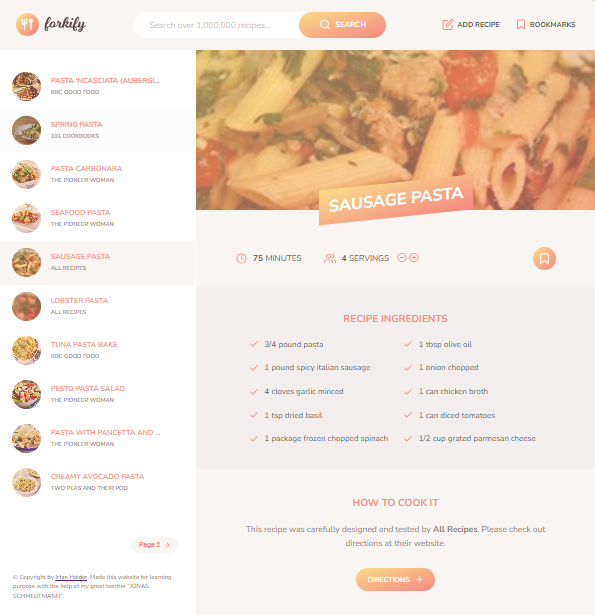 forkify
Search over 1,000,000 recipes...
SEARCH
ADD RECIPE
BOOKMARKS
PASTA 'NCASCIATA (AUBERGI...
BBC GOOD FOOD
SPRING PASTA
101 COOKBOOKS
PASTA CARBONARA
THE PIONEER WOMAN
SEAFOOD PASTA
THE PIONEER WOMAN
SAUSAGE PASTA
ALL RECIPES
LOBSTER PASTA
ALL RECIPES
TUNA PASTA BAKE
BBC GOOD FOOD
PESTO PASTA SALAD
THE PIONEER WOMAN
PASTA WITH PANCETTA AND ...
THE PIONEER WOMAN
CREAMY AVOCADO PASTA
TWO PEAS AND THEIR POD
Page 2
© Copyright by Irfan Haider. Made this website for learning
purpose with the help of my great teacher "JONAS
SCHMEDTMANN".
SAUSAGE PASTA
75 MINUTES
4 SERVINGS
RECIPE INGREDIENTS
3/4 pound pasta
1 tbsp olive oil
1 pound spicy italian sausage
1 onion chopped
4 cloves garlic minced
1 can chicken broth
1 tsp dried basil
1 can diced tomatoes
1 package frozen chopped spinach
1/2 cup grated parmesan cheese
HOW TO COOK IT
This recipe was carefully designed and tested by All Recipes. Please check out
directions at their website.
DIRECTIONS